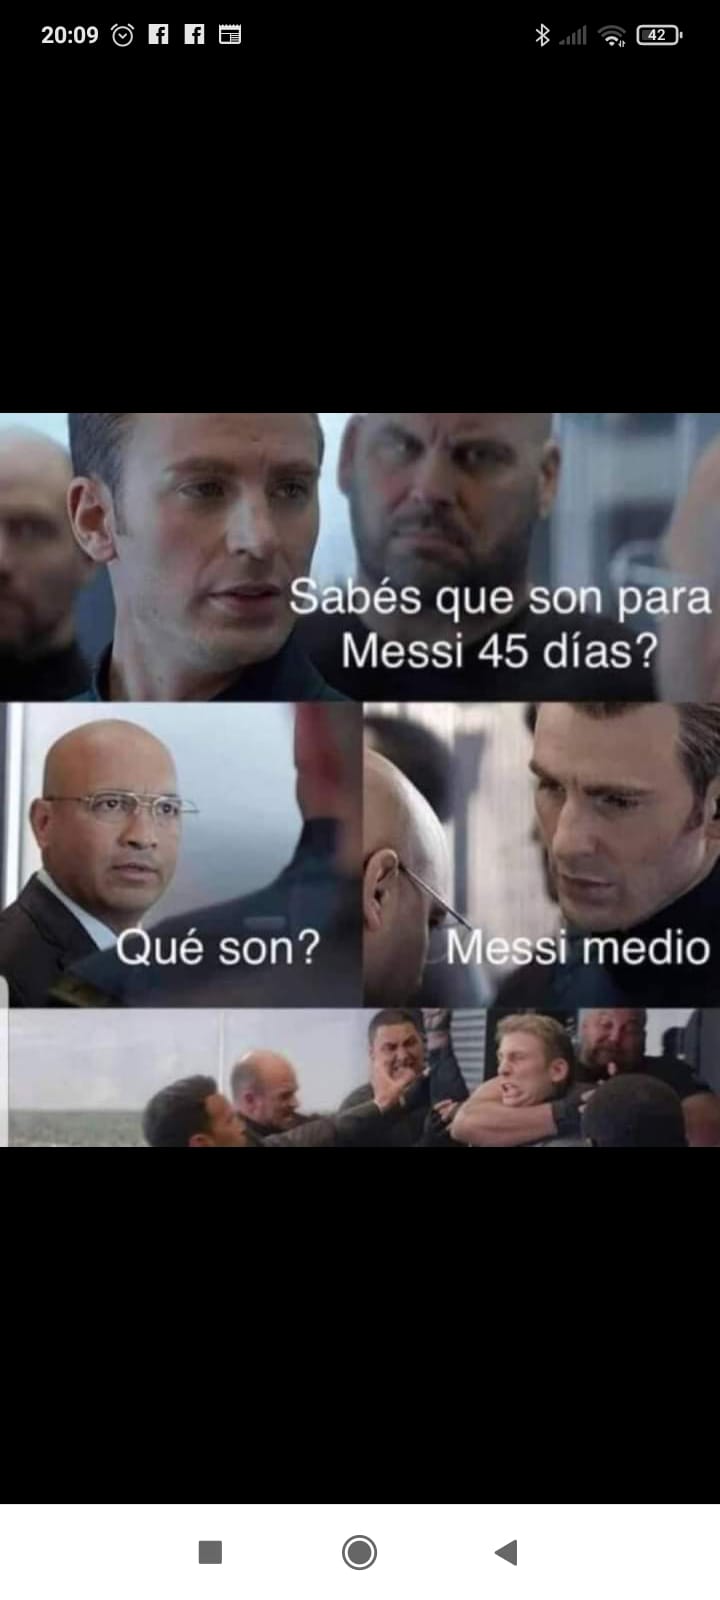 20:09
42
Sabés que son para
Messi 45 días?
Qué son?
Messi medio